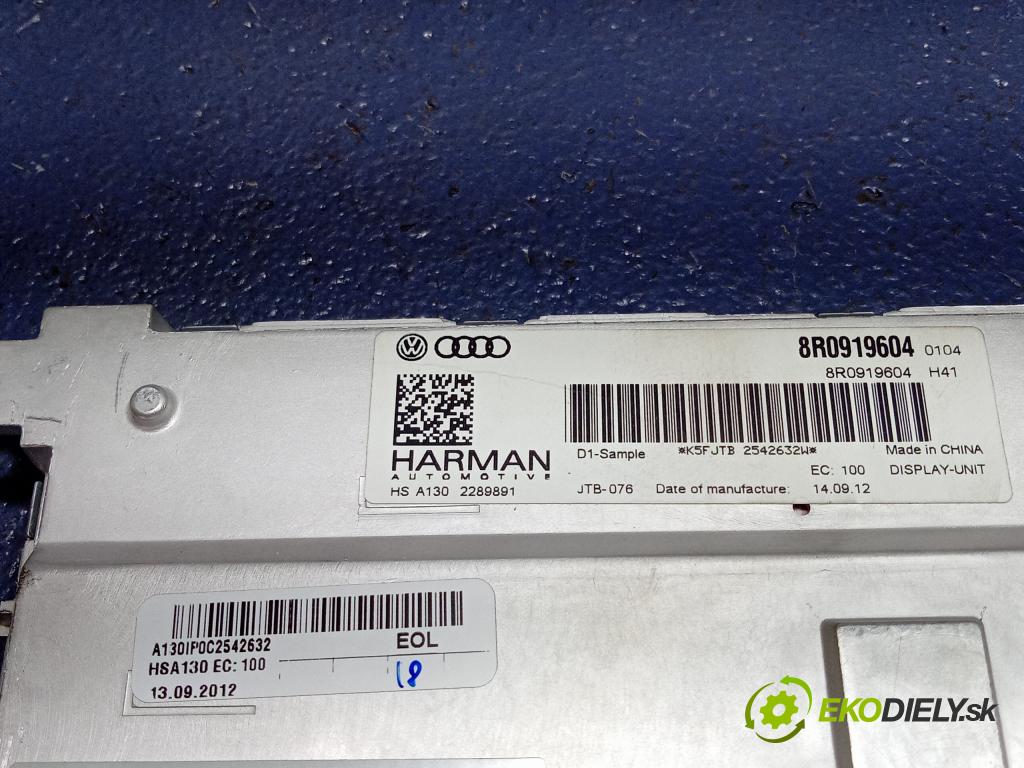 8R0919604 0104
8R0919604 H41
HARMAN
AUTOMOTIVE
HS A130 2289891
D1-Sample *K5FJTB 2542632W* Made in CHINA
EC: 100 DISPLAY-UNIT
JTB-076 Date of manufacture: 14.09.12
A130IP0C2542632 EOL
HSA130 EC: 100
13.09.2012
18
EKODIELY.sk